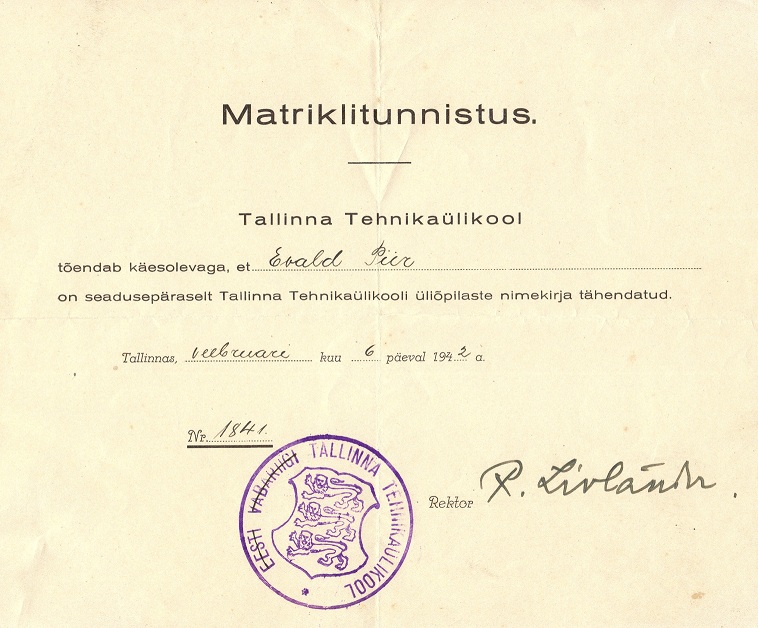 Matriklitunnistus.
Tallinna Tehnikaülikool
tõendab käesolevaga, et Evald Piir
on seadusepäraselt Tallinna Tehnikaülikooli üliõpilaste nimekirja tähendatud.
Tallinnas, veebruari kuu 6 päeval 1942 a.
Nr. 1841.
EESTI VABARIIGI TALLINNA TEHNIKAÜLIKOOL
Rektor P. Livländer.